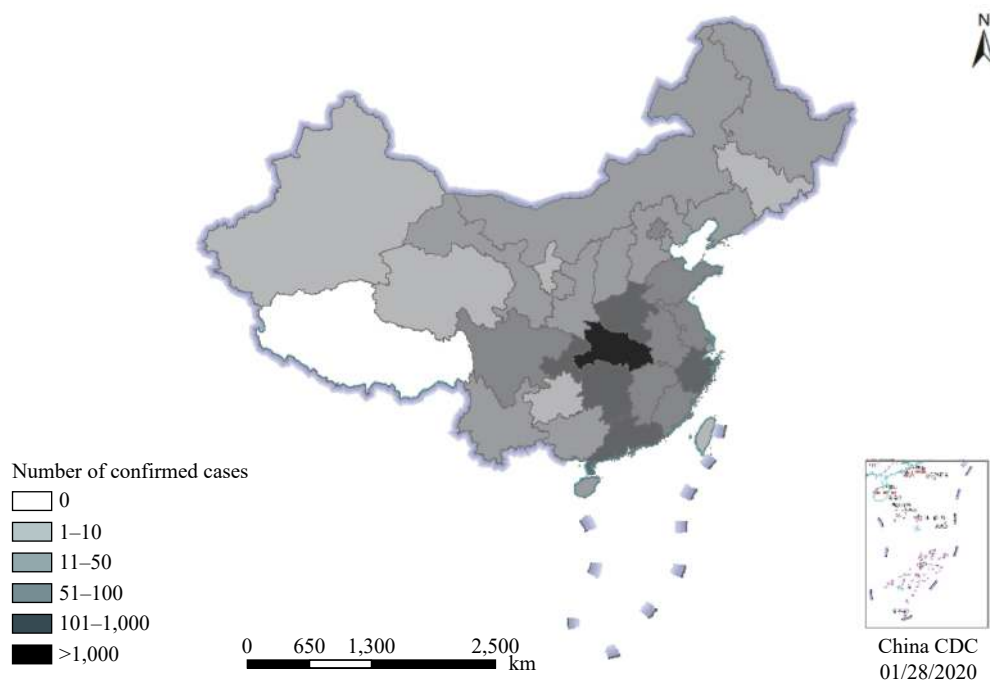 N
Number of confirmed cases
0
1–10
11–50
51–100
101–1,000
>1,000
0 650 1,300 2,500
km
China CDC
01/28/2020